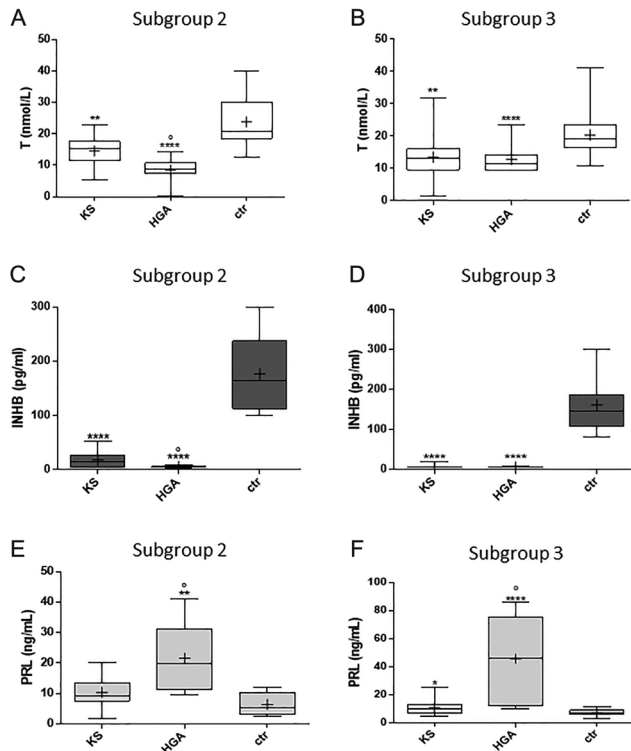 A
Subgroup 2
T (nmol/L)
50
40
30
20
10
0
**
°
****
KS
HGA
ctr
B
Subgroup 3
T (nmol/L)
50
40
30
20
10
0
**
****
KS
HGA
ctr
C
Subgroup 2
INHB (pg/ml)
300
200
100
0
****
°
****
KS
HGA
ctr
D
Subgroup 3
INHB (pg/ml)
400
300
200
100
0
****
****
KS
HGA
ctr
E
Subgroup 2
PRL (ng/mL)
50
40
30
20
10
0
°
**
KS
HGA
ctr
F
Subgroup 3
PRL (ng/mL)
100
80
60
40
20
0
*
°
****
KS
HGA
ctr